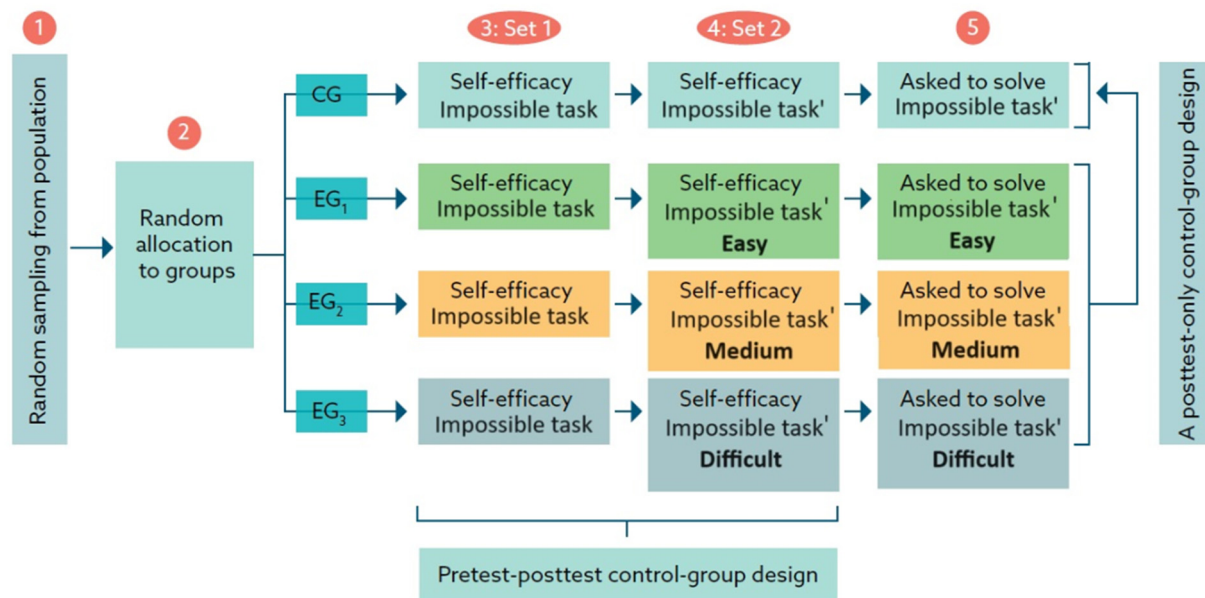 1
3: Set 1
4: Set 2
5
Random sampling from population
2
Random
allocation
to groups
CG
Self-efficacy
Impossible task
Self-efficacy
Impossible task'
Asked to solve
Impossible task'
EG₁
Self-efficacy
Impossible task
Self-efficacy
Impossible task'
Easy
Asked to solve
Impossible task'
Easy
EG₂
Self-efficacy
Impossible task
Self-efficacy
Impossible task'
Medium
Asked to solve
Impossible task'
Medium
EG₃
Self-efficacy
Impossible task
Self-efficacy
Impossible task'
Difficult
Asked to solve
Impossible task'
Difficult
A posttest-only control-group design
Pretest-posttest control-group design